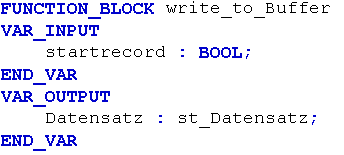 FUNCTION_BLOCK write_to_Buffer
VAR_INPUT
    startrecord : BOOL;
END_VAR
VAR_OUTPUT
    Datensatz : st_Datensatz;
END_VAR